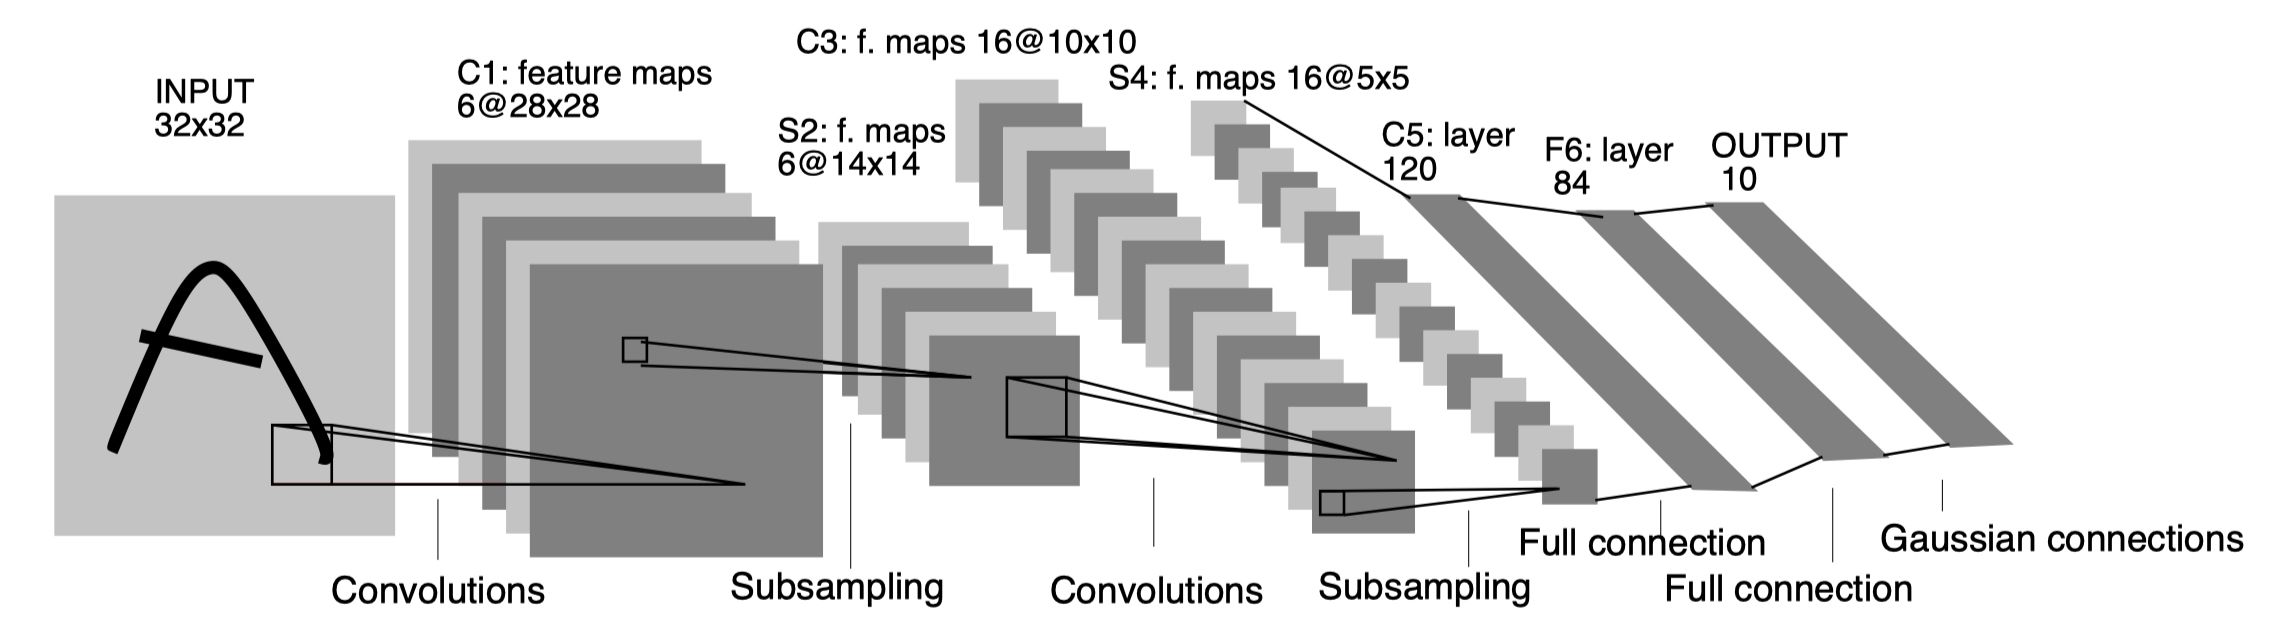 INPUT
32x32
C1: feature maps
6@28x28
S2: f. maps
6@14x14
C3: f. maps 16@10x10
S4: f. maps 16@5x5
C5: layer
120
F6: layer
84
OUTPUT
10
Convolutions
Subsampling
Convolutions
Subsampling
Full connection
Full connection
Gaussian connections
A